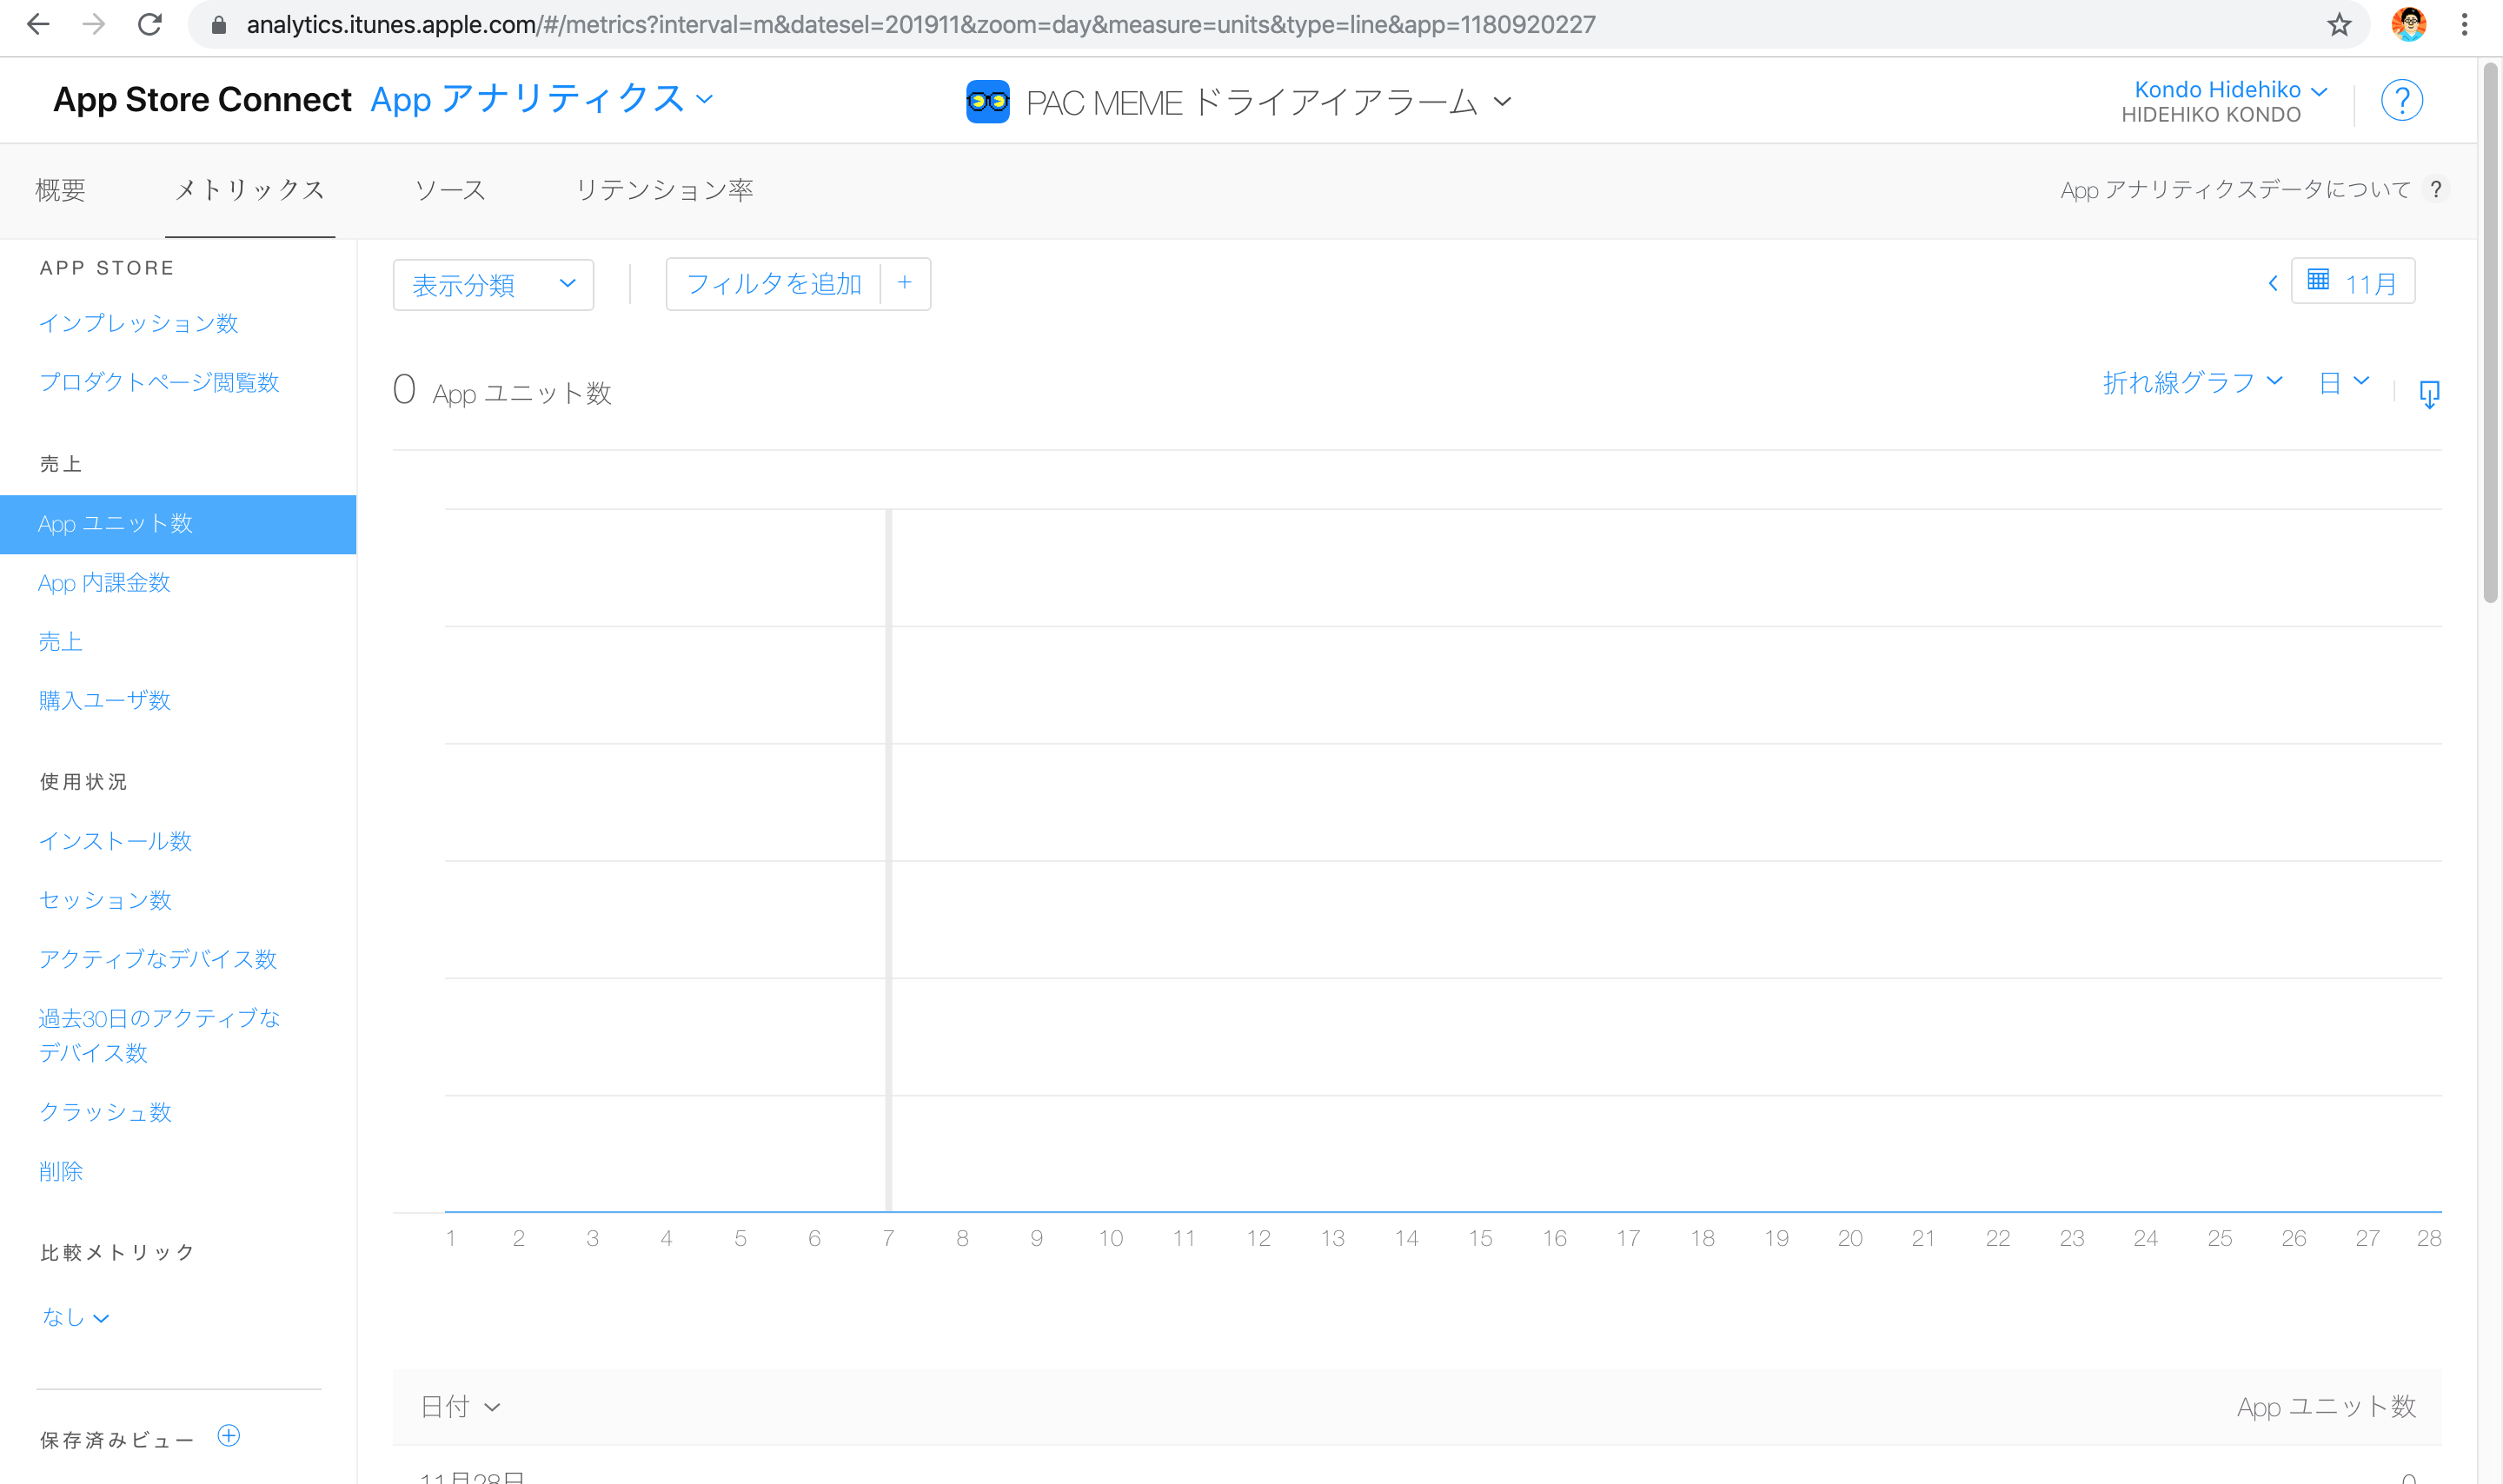 analytics.itunes.apple.com/#/metrics?interval=m&datesel=201911&zoom=day&measure=units&type=line&app=1180920227
App Store Connect App アナリティクス
PAC MEME ドライアイアラーム
Kondo Hidehiko
HIDEHIKO KONDO
?
概要 メトリックス ソース リテンション率
App アナリティクスデータについて ?
APP STORE
インプレッション数
プロダクトページ閲覧数
売上
App ユニット数
App 内課金数
売上
購入ユーザ数
使用状況
インストール数
セッション数
アクティブなデバイス数
過去30日のアクティブな
デバイス数
クラッシュ数
削除
比較メトリック
なし
保存済みビュー
表示分類
フィルタを追加 +
11月
0 App ユニット数
折れ線グラフ 日
1 2 3 4 5 6 7 8 9 10 11 12 13 14 15 16 17 18 19 20 21 22 23 24 25 26 27 28
日付 App ユニット数
11月28日 0